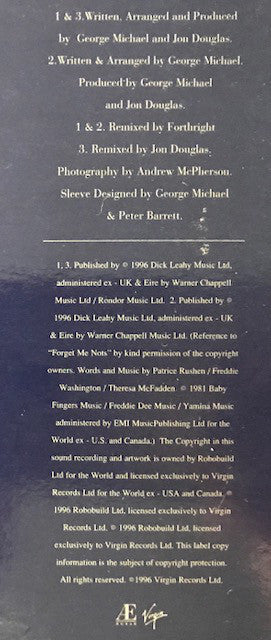 1 & 3.Written, Arranged and Produced
by George Michael and Jon Douglas.
2.Written & Arranged by George Michael.
Produced by George Michael
and Jon Douglas.
1 & 2. Remixed by Forthright
3. Remixed by Jon Douglas.
Photography by Andrew McPherson.
Sleeve Designed by George Michael
& Peter Barrett.
1, 3. Published by ℗ 1996 Dick Leahy Music Ltd,
administered ex - UK & Eire by Warner Chappell
Music Ltd / Rondor Music Ltd. 2. Published by ℗
1996 Dick Leahy Music Ltd, administered ex - UK
& Eire by Warner Chappell Music Ltd. (Reference to
"Forget Me Nots" by kind permission of the copyright
owners. Words and Music by Patrice Rushen / Freddie
Washington / Theresa McFadden. © 1981 Baby
Fingers Music / Freddie Dee Music / Yamina Music
administered by EMI MusicPublishing Ltd for the
World ex - U.S. and Canada.) The Copyright in this
sound recording and artwork is owned by Robobuild
Ltd for the World and licensed exclusively to Virgin
Records Ltd for the World ex - USA and Canada. ℗
1996 Robobuild Ltd, licensed exclusively to Virgin
Records Ltd. © 1996 Robobuild Ltd, licensed
exclusively to Virgin Records Ltd. This label copy
information is the subject of copyright protection.
All rights reserved. ©1996 Virgin Records Ltd.
Æ MUSIC Virgin